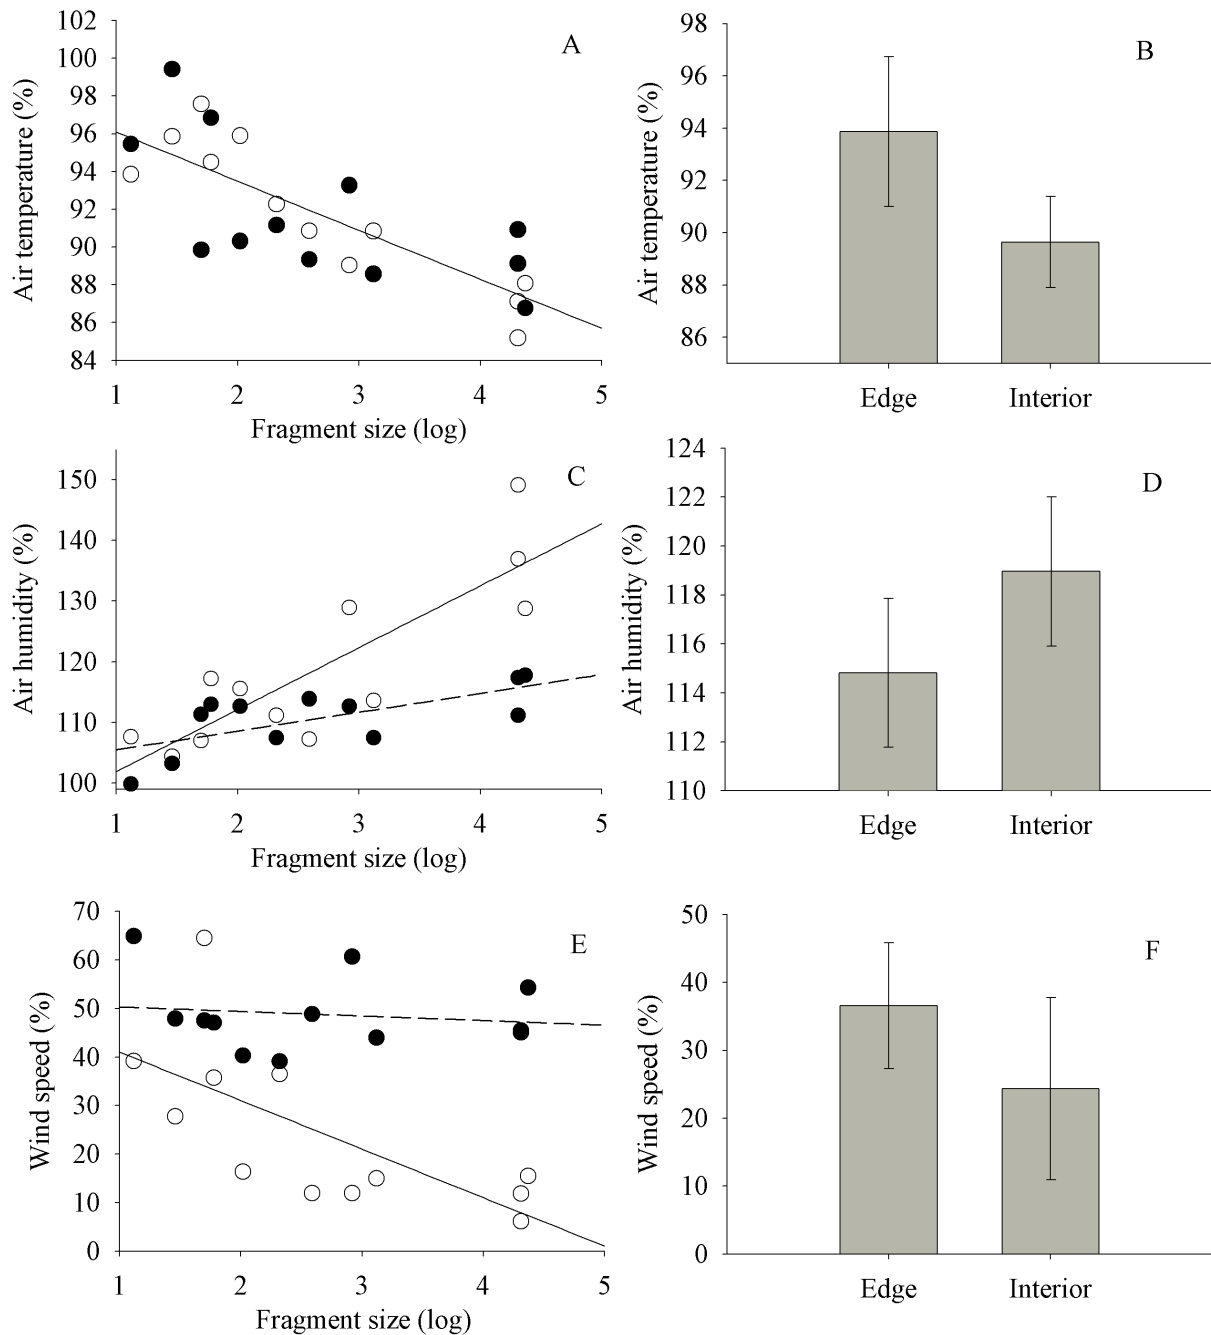 A
Air temperature (%)
102
100
98
96
94
92
90
88
86
84
1 2 3 4 5
Fragment size (log)
B
Air temperature (%)
98
96
94
92
90
88
86
Edge Interior
C
Air humidity (%)
150
140
130
120
110
100
1 2 3 4 5
Fragment size (log)
D
Air humidity (%)
124
122
120
118
116
114
112
110
Edge Interior
E
Wind speed (%)
70
60
50
40
30
20
10
0
1 2 3 4 5
Fragment size (log)
F
Wind speed (%)
50
40
30
20
10
0
Edge Interior